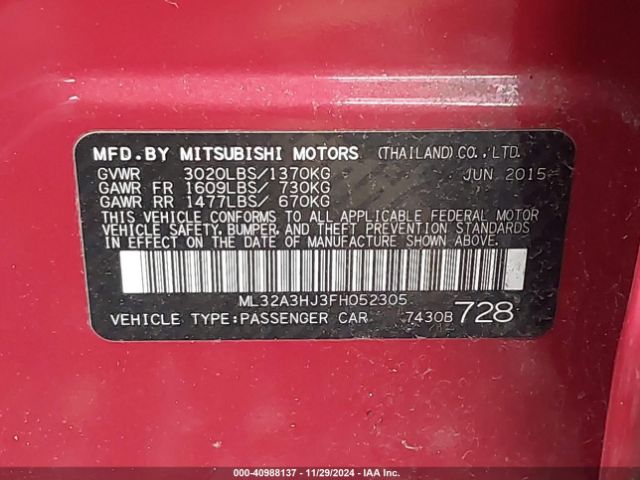 MFD. BY MITSUBISHI MOTORS (THAILAND) CO., LTD.
GVWR 3020LBS/1370KG JUN 2015
GAWR FR 1609LBS/ 730KG
GAWR RR 1477LBS/ 670KG
THIS VEHICLE CONFORMS TO ALL APPLICABLE FEDERAL MOTOR
VEHICLE SAFETY, BUMPER, AND THEFT PREVENTION STANDARDS
IN EFFECT ON THE DATE OF MANUFACTURE SHOWN ABOVE.
ML32A3HJ3FH052305
VEHICLE TYPE:PASSENGER CAR 7430B 728
000-40988137 - 11/29/2024 - IAA Inc.